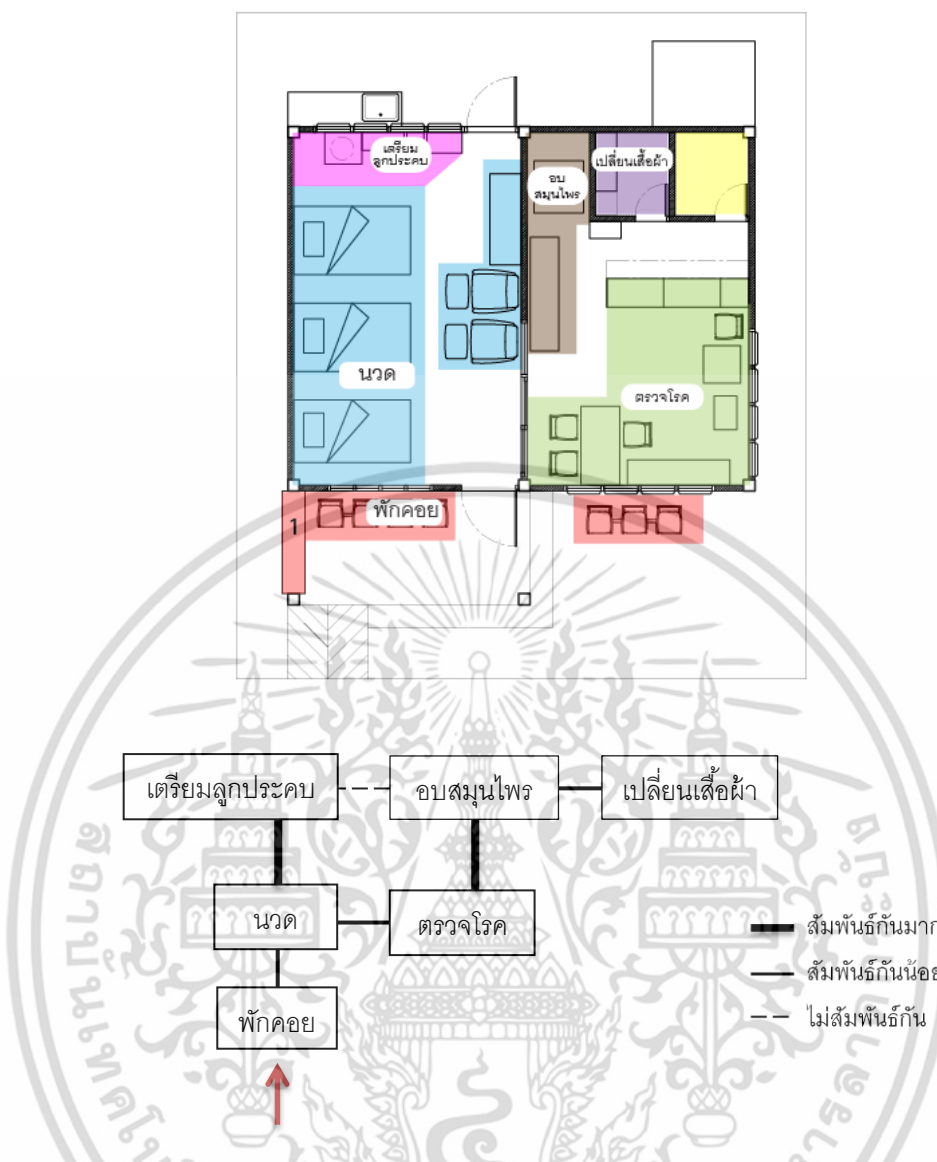 เตรียม
ลูกประคบ
เปลี่ยนเสื้อผ้า
อบ
สมุนไพร
นวด
ตรวจโรค
พักคอย
1
เตรียมลูกประคบ
อบสมุนไพร
เปลี่ยนเสื้อผ้า
นวด
ตรวจโรค
พักคอย
สัมพันธ์กันมาก
สัมพันธ์กันน้อย
ไม่สัมพันธ์กัน